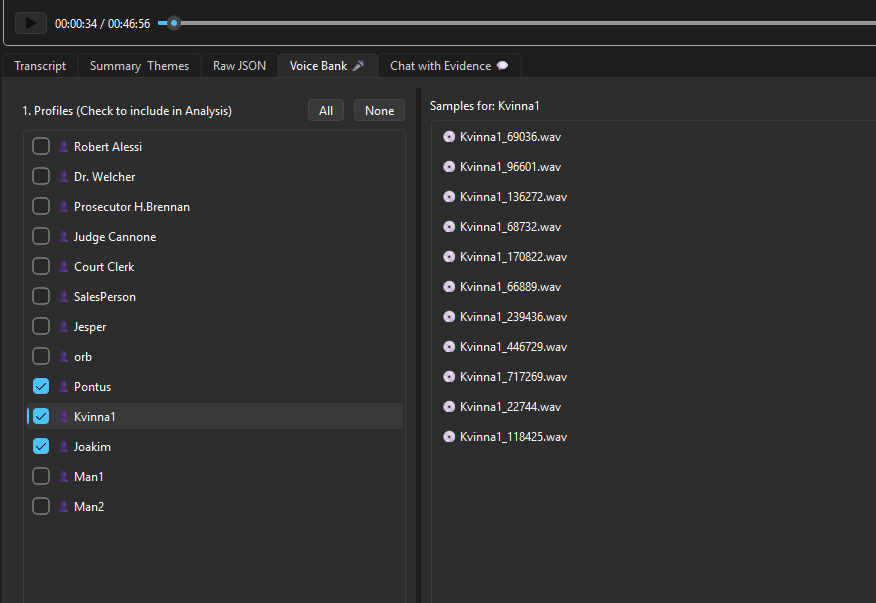 00:00:34 / 00:46:56
Transcript Summary Themes Raw JSON Voice Bank Chat with Evidence
1. Profiles (Check to include in Analysis) All None
Robert Alessi
Dr. Welcher
Prosecutor H.Brennan
Judge Cannone
Court Clerk
SalesPerson
Jesper
orb
Pontus
Kvinna1
Joakim
Man1
Man2
Samples for: Kvinna1
Kvinna1_69036.wav
Kvinna1_96601.wav
Kvinna1_136272.wav
Kvinna1_68732.wav
Kvinna1_170822.wav
Kvinna1_66889.wav
Kvinna1_239436.wav
Kvinna1_446729.wav
Kvinna1_717269.wav
Kvinna1_22744.wav
Kvinna1_118425.wav